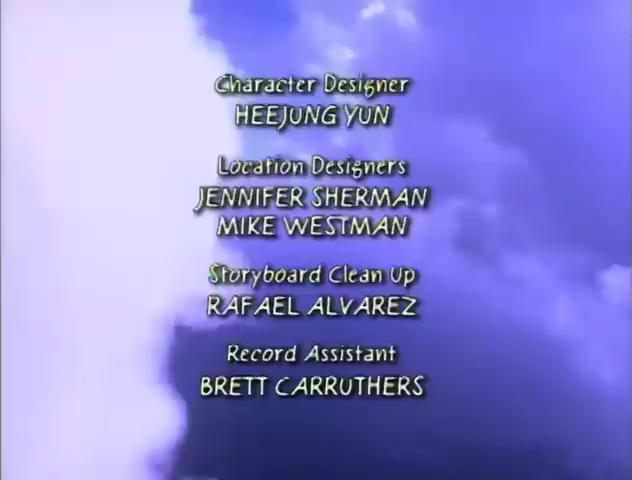 Character Designer
HEEJUNG YUN
Location Designers
JENNIFER SHERMAN
MIKE WESTMAN
Storyboard Clean Up
RAFAEL ALVAREZ
Record Assistant
BRETT CARRUTHERS